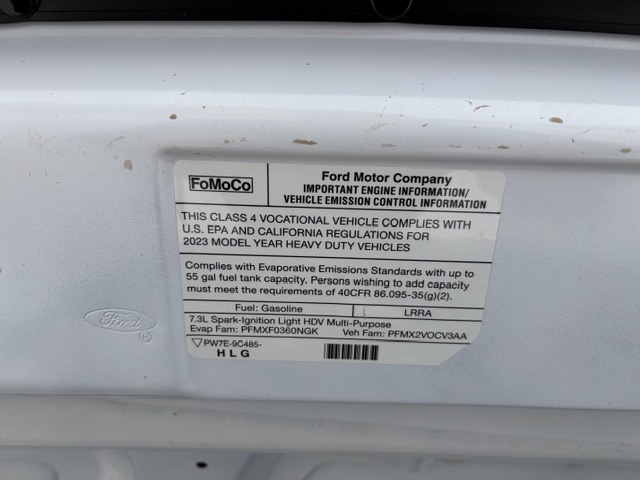 FoMoCo
Ford Motor Company
IMPORTANT ENGINE INFORMATION/
VEHICLE EMISSION CONTROL INFORMATION
THIS CLASS 4 VOCATIONAL VEHICLE COMPLIES WITH
U.S. EPA AND CALIFORNIA REGULATIONS FOR
2023 MODEL YEAR HEAVY DUTY VEHICLES
Complies with Evaporative Emissions Standards with up to
55 gal fuel tank capacity. Persons wishing to add capacity
must meet the requirements of 40CFR 86.095-35(g)(2).
Fuel: Gasoline LRRA
7.3L Spark-Ignition Light HDV Multi-Purpose
Evap Fam: PFMXF0360NGK Veh Fam: PFMX2VOCV3AA
PW7E-9C485-
H L G
Ford
®